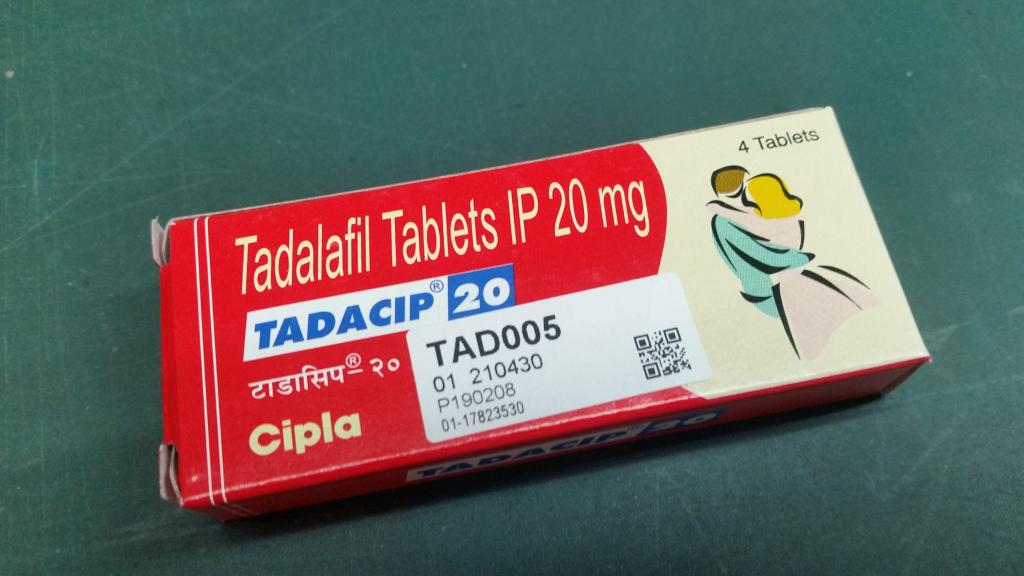 4 Tablets
Tadalafil Tablets IP 20 mg
TADACIP® 20
टाडासिप® २०
Cipla
TAD005
01 210430
P190208
01-17823530
TADACIP 20